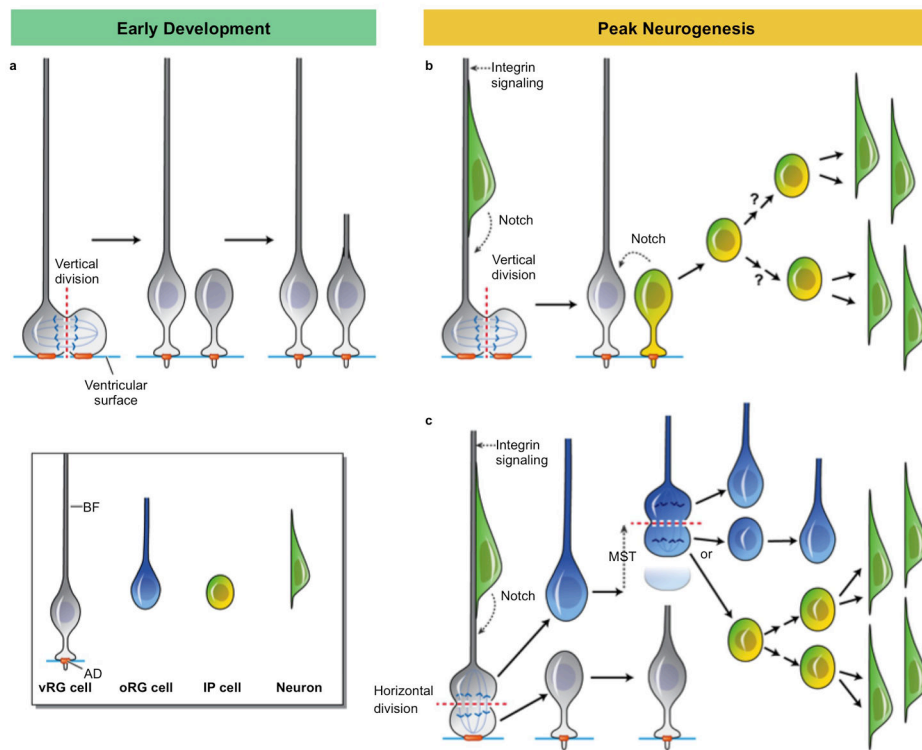 Early Development
Peak Neurogenesis
a
Vertical
division
Ventricular
surface
b
Integrin
signaling
Notch
Vertical
division
Notch
?
?
BF
AD
vRG cell
oRG cell
IP cell
Neuron
c
Integrin
signaling
Notch
Horizontal
division
MST
or